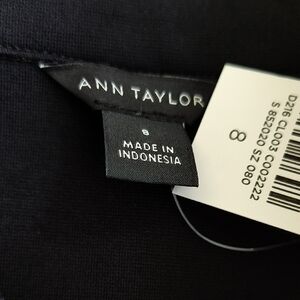 ANN TAYLOR
8
MADE IN
INDONESIA
8
D216 CL003 C002222
S 852020 SZ 080